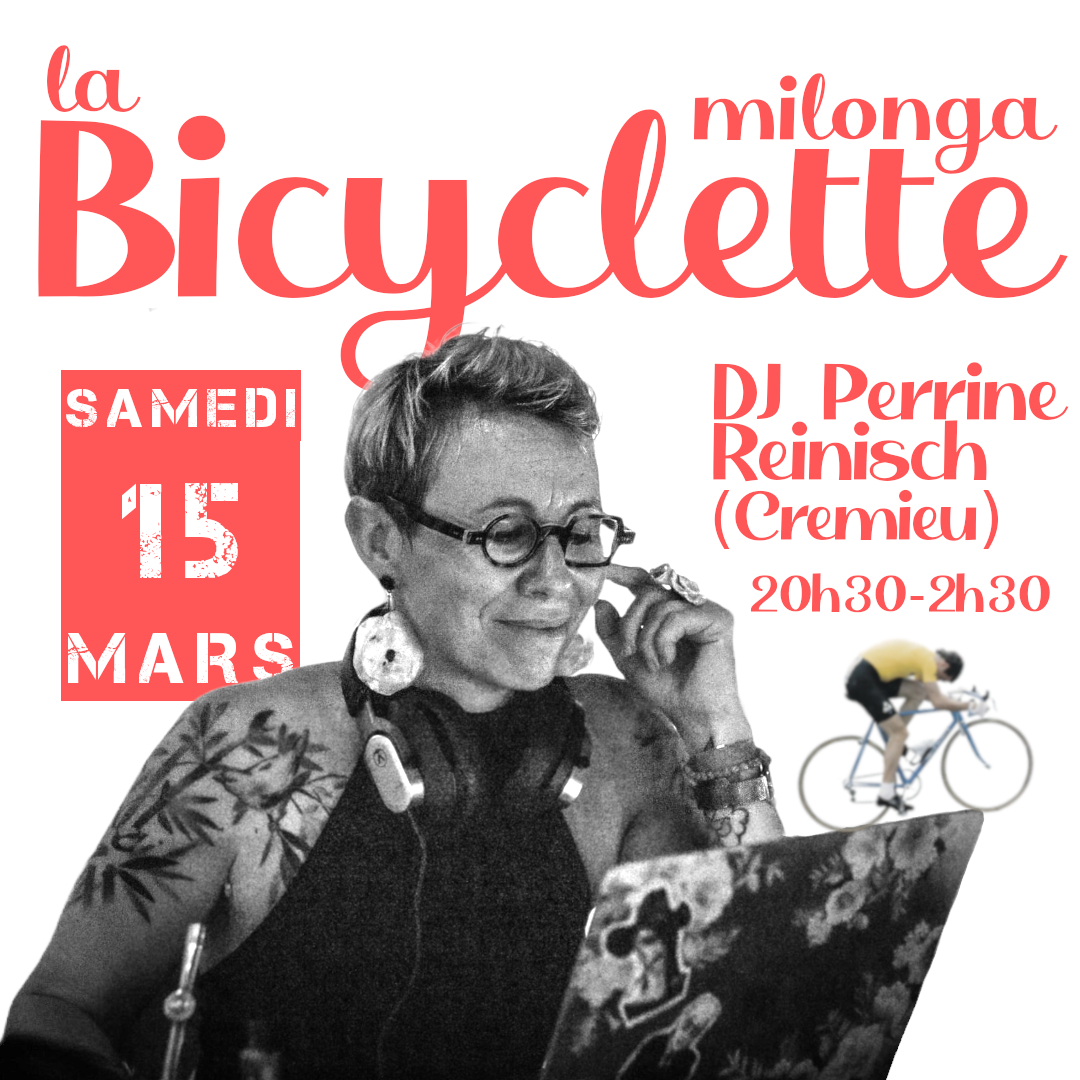 la
milonga
Bicyclette
SAMEDI
15
MARS
DJ Perrine
Reinisch
(Cremieu)
20h30-2h30